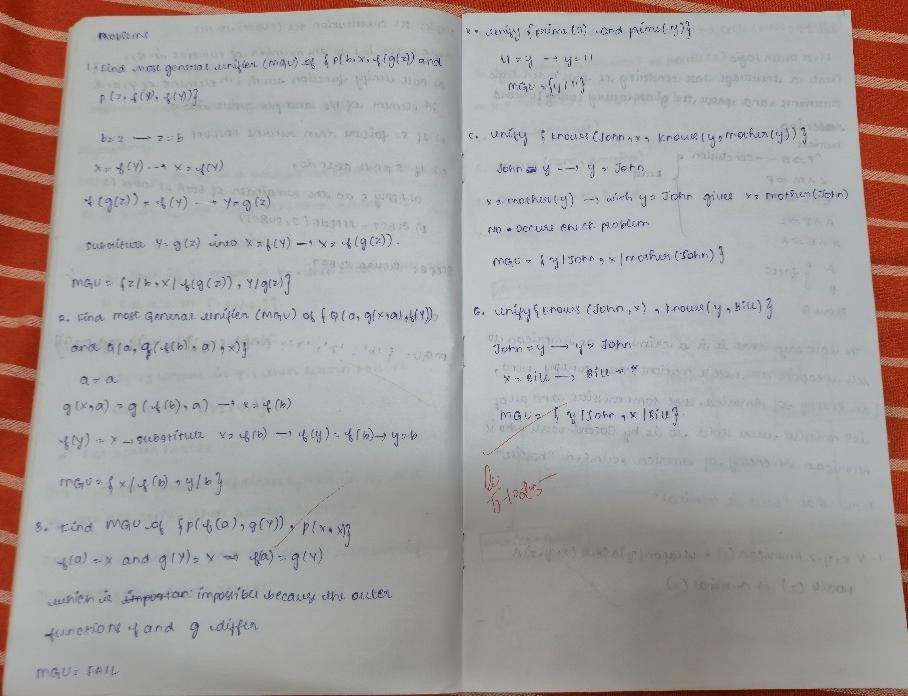 Problems
1. Find most general unifier (MGU) of {P(b,x,f(g(z)) and
P(z,f(Y),f(Y))}
b=z → z=b
x=f(Y) → x=f(Y)
f(g(z)) = f(Y) → Y=g(z)
substitute Y=g(z) into x=f(Y) → x=f(g(z)).
MGU = {z/b, x/f(g(z)), Y/g(z)}
2. Find most General Unifier (MGU) of {Q(a, g(x,a), f(Y))
and Q(a, g(f(b), a), x)}
a=a
g(x,a) = g(f(b), a) → x=f(b)
f(y) = x → substitute x=f(b) → f(y)=f(b) → y=b
MGU = {x/f(b), y/b}
3. Find MGU of {P(f(a), g(Y)), P(x,x)}
f(a) = x and g(Y)=x → f(a) = g(Y)
which is impossible because the outer
functions f and g differ
MGU = FAIL
unify {prime(11) and prime(y)}
11 = y → y=11
MGU = {y/11}
unify {knows(John,x, knows(y,mother(y))}
John = y → y = John
x = mother(y) → with y = John gives x = mother(John)
No occurs check problem
MGU = {y/John, x/mother(John)}
6. unify{knows (John,x), knows(y, Bill)}
John = y → y = John
x = Bill → Bill = x
MGU = {y/John, x/Bill}